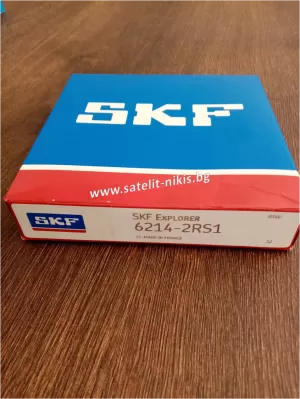 SKF
www.satelit-nikis.bg
SKF
SKF EXPLORER
6214-2RS1
MADE IN FRANCE